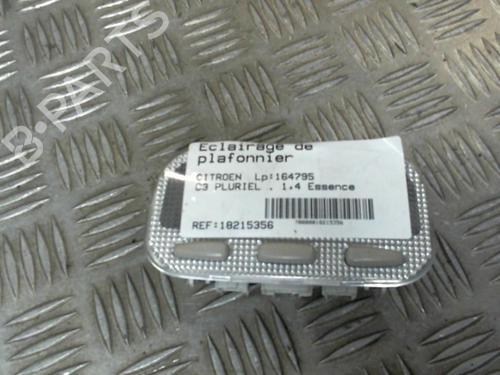 B-PARTS
Eclairage de
plafonnier
CITROEN Lp:164795
C3 PLURIEL . 1.4 Essence
REF:18215356